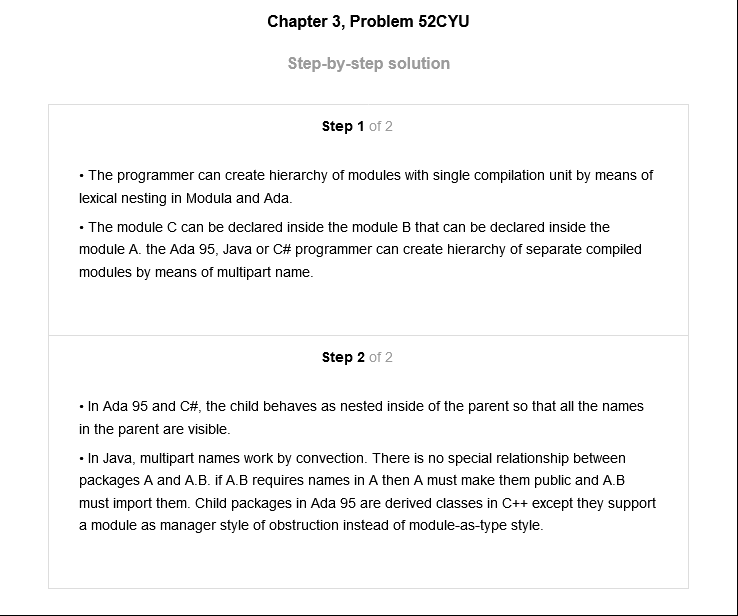 Chapter 3, Problem 52CYU
Step-by-step solution
Step 1 of 2
• The programmer can create hierarchy of modules with single compilation unit by means of
lexical nesting in Modula and Ada.
• The module C can be declared inside the module B that can be declared inside the
module A. the Ada 95, Java or C# programmer can create hierarchy of separate compiled
modules by means of multipart name.
Step 2 of 2
• In Ada 95 and C#, the child behaves as nested inside of the parent so that all the names
in the parent are visible.
• In Java, multipart names work by convection. There is no special relationship between
packages A and A.B. if A.B requires names in A then A must make them public and A.B
must import them. Child packages in Ada 95 are derived classes in C++ except they support
a module as manager style of obstruction instead of module-as-type style.